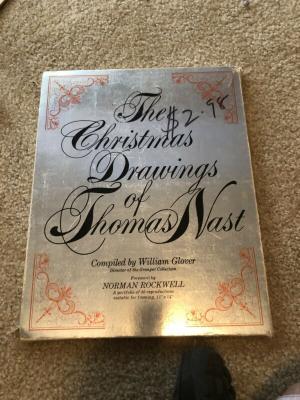 The
$2.98
Christmas
Drawings
of
Thomas Nast
Compiled by William Glover
Director of the Granger Collection
Foreword by
NORMAN ROCKWELL
A portfolio of 25 reproductions
suitable for framing, 11" x 14"